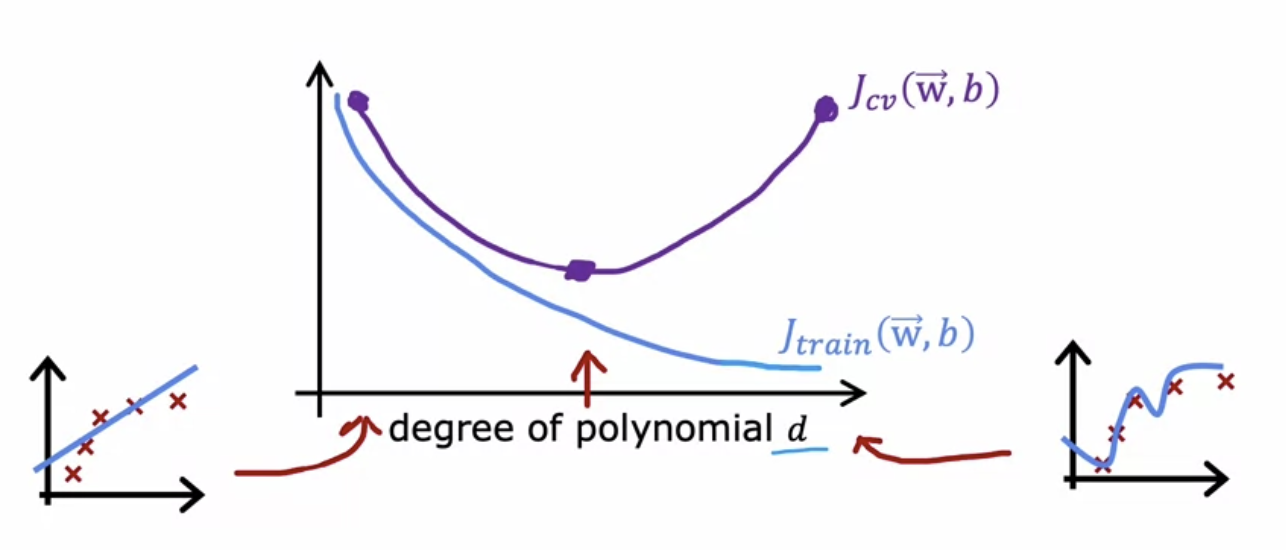 J_cv(w⃗, b)
J_train(w⃗, b)
degree of polynomial d